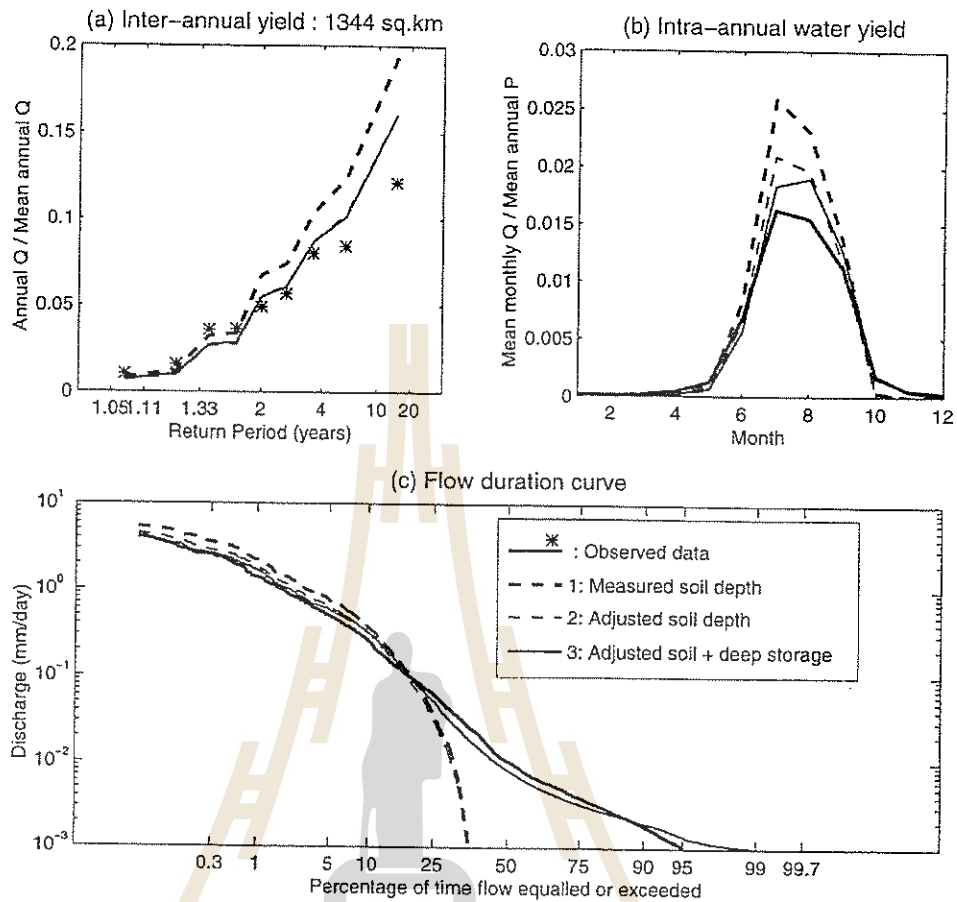 (a) Inter-annual yield : 1344 sq.km
Annual Q / Mean annual Q
0.2
0.15
0.1
0.05
0
1.051.11 1.33 2 4 10 20
Return Period (years)
(b) Intra-annual water yield
Mean monthly Q / Mean annual P
0.03
0.025
0.02
0.015
0.01
0.005
0
2 4 6 8 10 12
Month
(c) Flow duration curve
Discharge (mm/day)
10^1
10^0
10^-1
10^-2
10^-3
* : Observed data
1: Measured soil depth
2: Adjusted soil depth
3: Adjusted soil + deep storage
0.3 1 5 10 25 50 75 90 95 99 99.7
Percentage of time flow equalled or exceeded